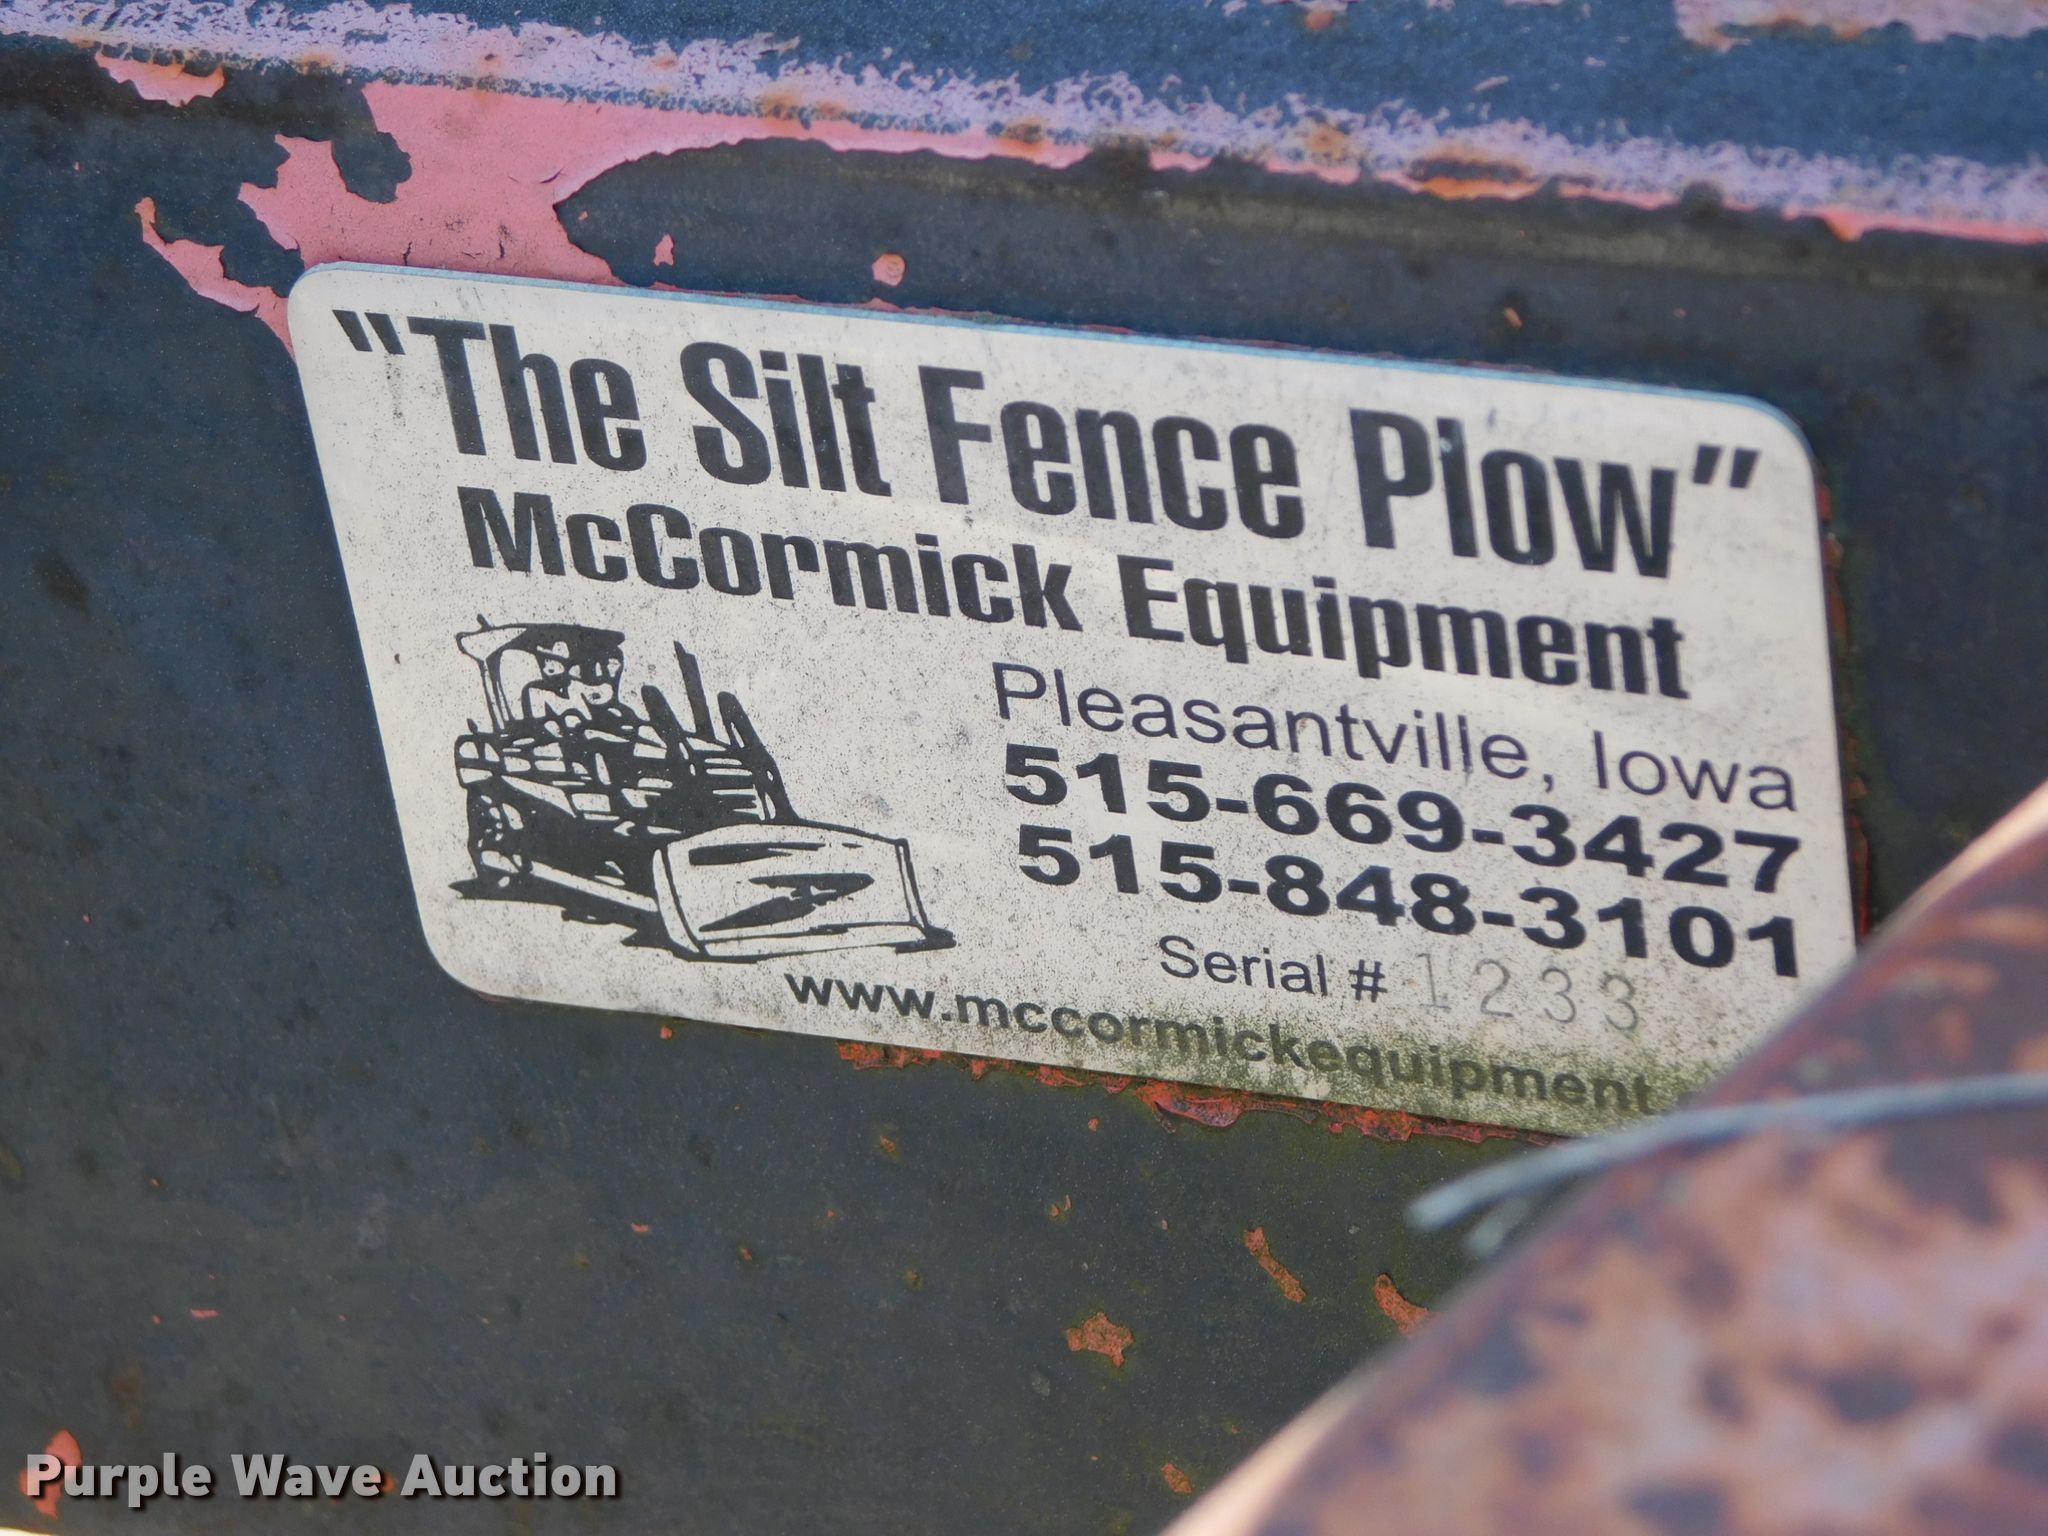 "The Silt Fence Plow"
McCormick Equipment
Pleasantville, Iowa
515-669-3427
515-848-3101
Serial # 1233
www.mccormickequipment.
Purple Wave Auction